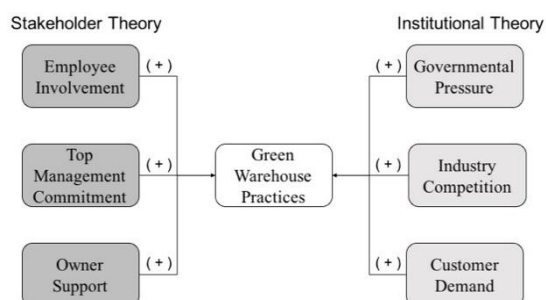 Stakeholder Theory
Institutional Theory
Employee
Involvement
(+)
(+)
Governmental
Pressure
Top
Management
Commitment
(+)
Green
Warehouse
Practices
(+)
Industry
Competition
Owner
Support
(+)
(+)
Customer
Demand